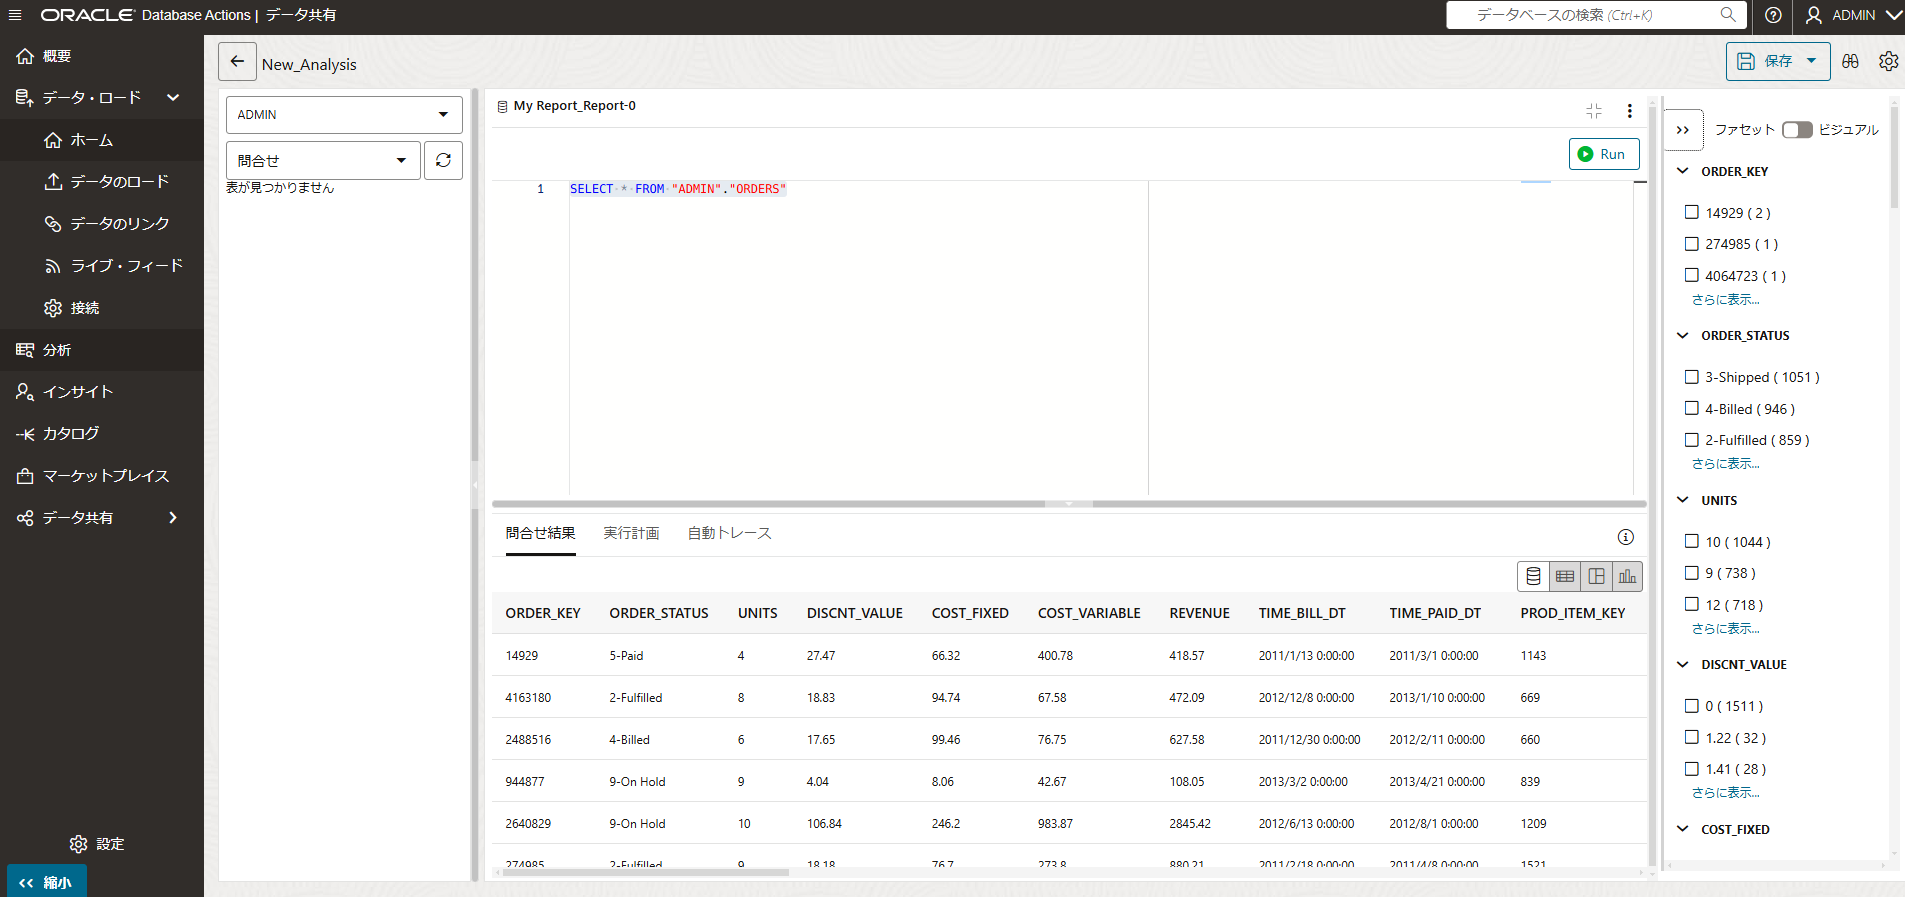 ORACLE Database Actions | データ共有
データベースの検索 (Ctrl+K)
ADMIN
概要
データ・ロード
ホーム
データのロード
データのリンク
ライブ・フィード
接続
分析
インサイト
カタログ
マーケットプレイス
データ共有
設定
縮小
New_Analysis
保存
ADMIN
問合せ
表が見つかりません
My Report_Report-0
Run
1 SELECT * FROM "ADMIN"."ORDERS"
問合せ結果 実行計画 自動トレース
ORDER_KEY ORDER_STATUS UNITS DISCNT_VALUE COST_FIXED COST_VARIABLE REVENUE TIME_BILL_DT TIME_PAID_DT PROD_ITEM_KEY
14929 5-Paid 4 27.47 66.32 400.78 418.57 2011/1/13 0:00:00 2011/3/1 0:00:00 1143
4163180 2-Fulfilled 8 18.83 94.74 67.58 472.09 2012/12/8 0:00:00 2013/1/10 0:00:00 669
2488516 4-Billed 6 17.65 99.46 76.75 627.58 2011/12/30 0:00:00 2012/2/11 0:00:00 660
944877 9-On Hold 9 4.04 8.06 42.67 108.05 2013/3/2 0:00:00 2013/4/21 0:00:00 839
2640829 9-On Hold 10 106.84 246.2 983.87 2845.42 2012/6/13 0:00:00 2012/8/1 0:00:00 1209
274985 2-Fulfilled 9 18.18 76.7 273.8 880.21 2011/2/18 0:00:00 2011/4/8 0:00:00 1521
ファセット ビジュアル
ORDER_KEY
14929 ( 2 )
274985 ( 1 )
4064723 ( 1 )
さらに表示...
ORDER_STATUS
3-Shipped ( 1051 )
4-Billed ( 946 )
2-Fulfilled ( 859 )
さらに表示...
UNITS
10 ( 1044 )
9 ( 738 )
12 ( 718 )
さらに表示...
DISCNT_VALUE
0 ( 1511 )
1.22 ( 32 )
1.41 ( 28 )
さらに表示...
COST_FIXED